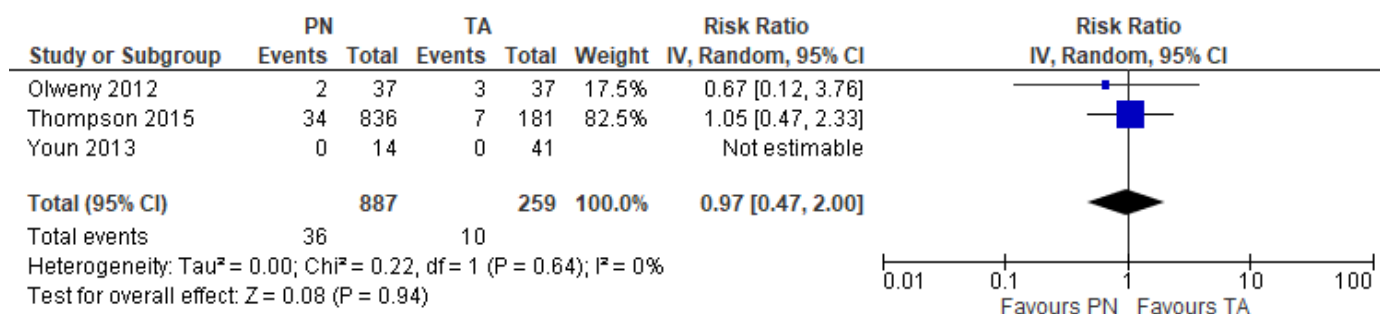 PN TA Risk Ratio Risk Ratio
Study or Subgroup Events Total Events Total Weight IV, Random, 95% CI IV, Random, 95% CI
Olweny 2012 2 37 3 37 17.5% 0.67 [0.12, 3.76]
Thompson 2015 34 836 7 181 82.5% 1.05 [0.47, 2.33]
Youn 2013 0 14 0 41 Not estimable
Total (95% CI) 887 259 100.0% 0.97 [0.47, 2.00]
Total events 36 10
Heterogeneity: Tau² = 0.00; Chi² = 0.22, df = 1 (P = 0.64); I² = 0%
Test for overall effect: Z = 0.08 (P = 0.94)
0.01 0.1 1 10 100
Favours PN Favours TA